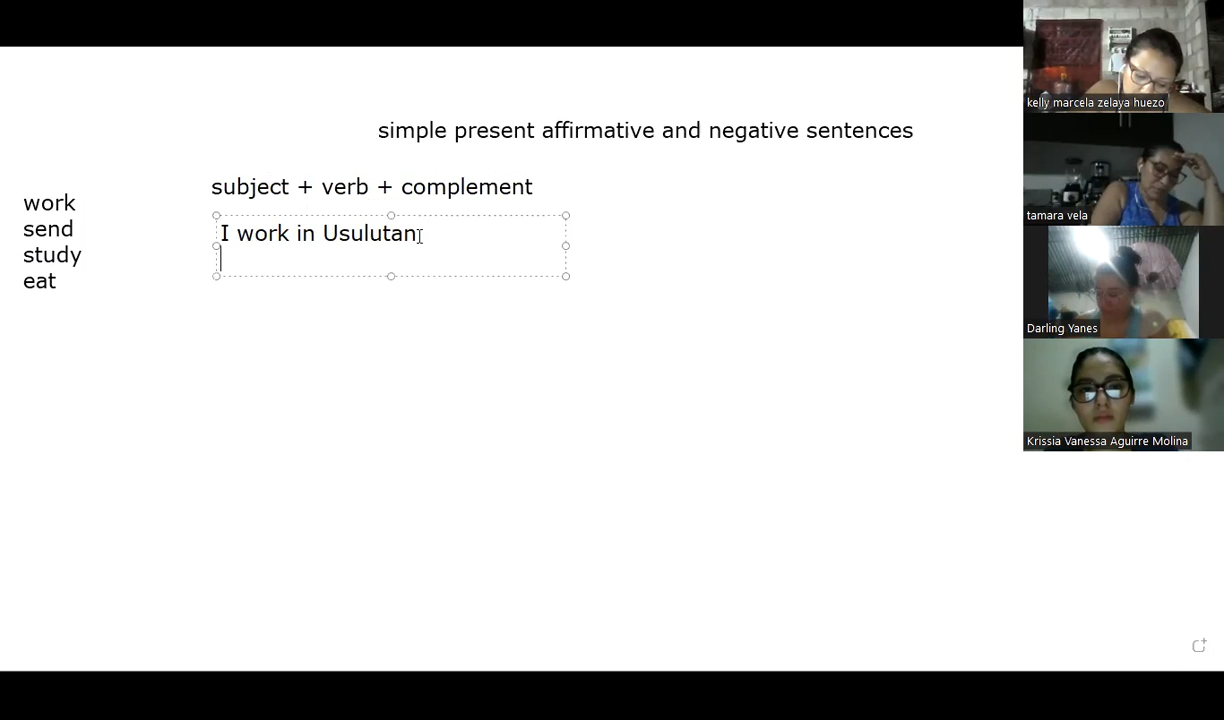 simple present affirmative and negative sentences
subject + verb + complement
work
send
study
eat
I work in Usulutan
kelly marcela zelaya huezo
tamara vela
Darling Yanes
Krissia Vanessa Aguirre Molina